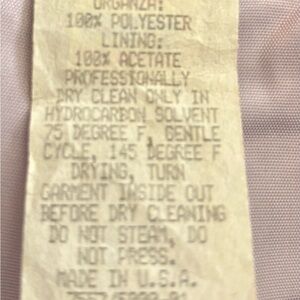 ORGANZA:
100% POLYESTER
LINING:
100% ACETATE
PROFESSIONALLY
DRY CLEAN ONLY IN
HYDROCARBON SOLVENT
75 DEGREE F, GENTLE
CYCLE, 145 DEGREE F
DRYING, TURN
GARMENT INSIDE OUT
BEFORE DRY CLEANING
DO NOT STEAM, DO
NOT PRESS.
MADE IN U.S.A.